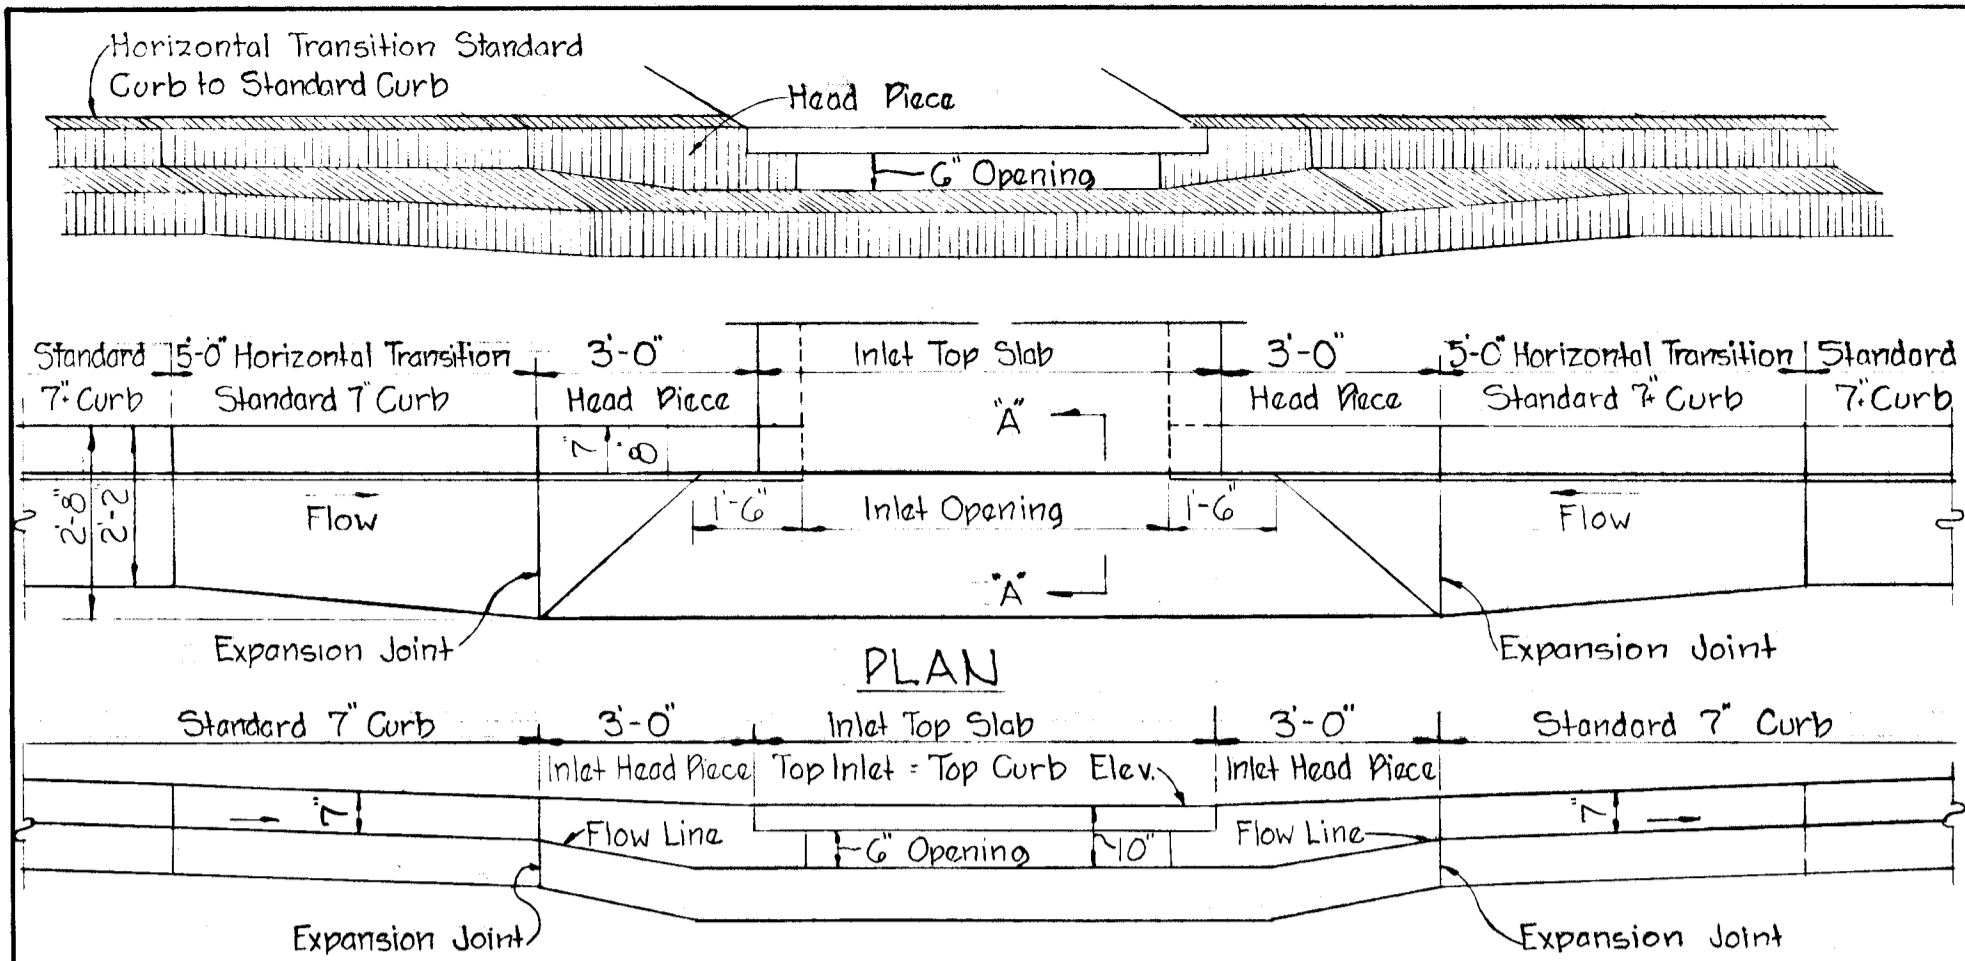 Horizontal Transition Standard
Curb to Standard Curb
Head Piece
6" Opening
Standard 5'-0" Horizontal Transition 3'-0" Inlet Top Slab 3'-0" 5'-0" Horizontal Transition Standard
7" Curb Standard 7" Curb Head Piece Head Piece Standard 7" Curb 7" Curb
"A"
7" 8"
2'-8" 2'-2" Flow 1'-6" Inlet Opening 1'-6" Flow
"A"
Expansion Joint Expansion Joint
PLAN
Standard 7" Curb 3'-0" Inlet Top Slab 3'-0" Standard 7" Curb
Inlet Head Piece Top Inlet = Top Curb Elev. Inlet Head Piece
7" 7"
Flow Line 6" Opening 10" Flow Line
Expansion Joint Expansion Joint